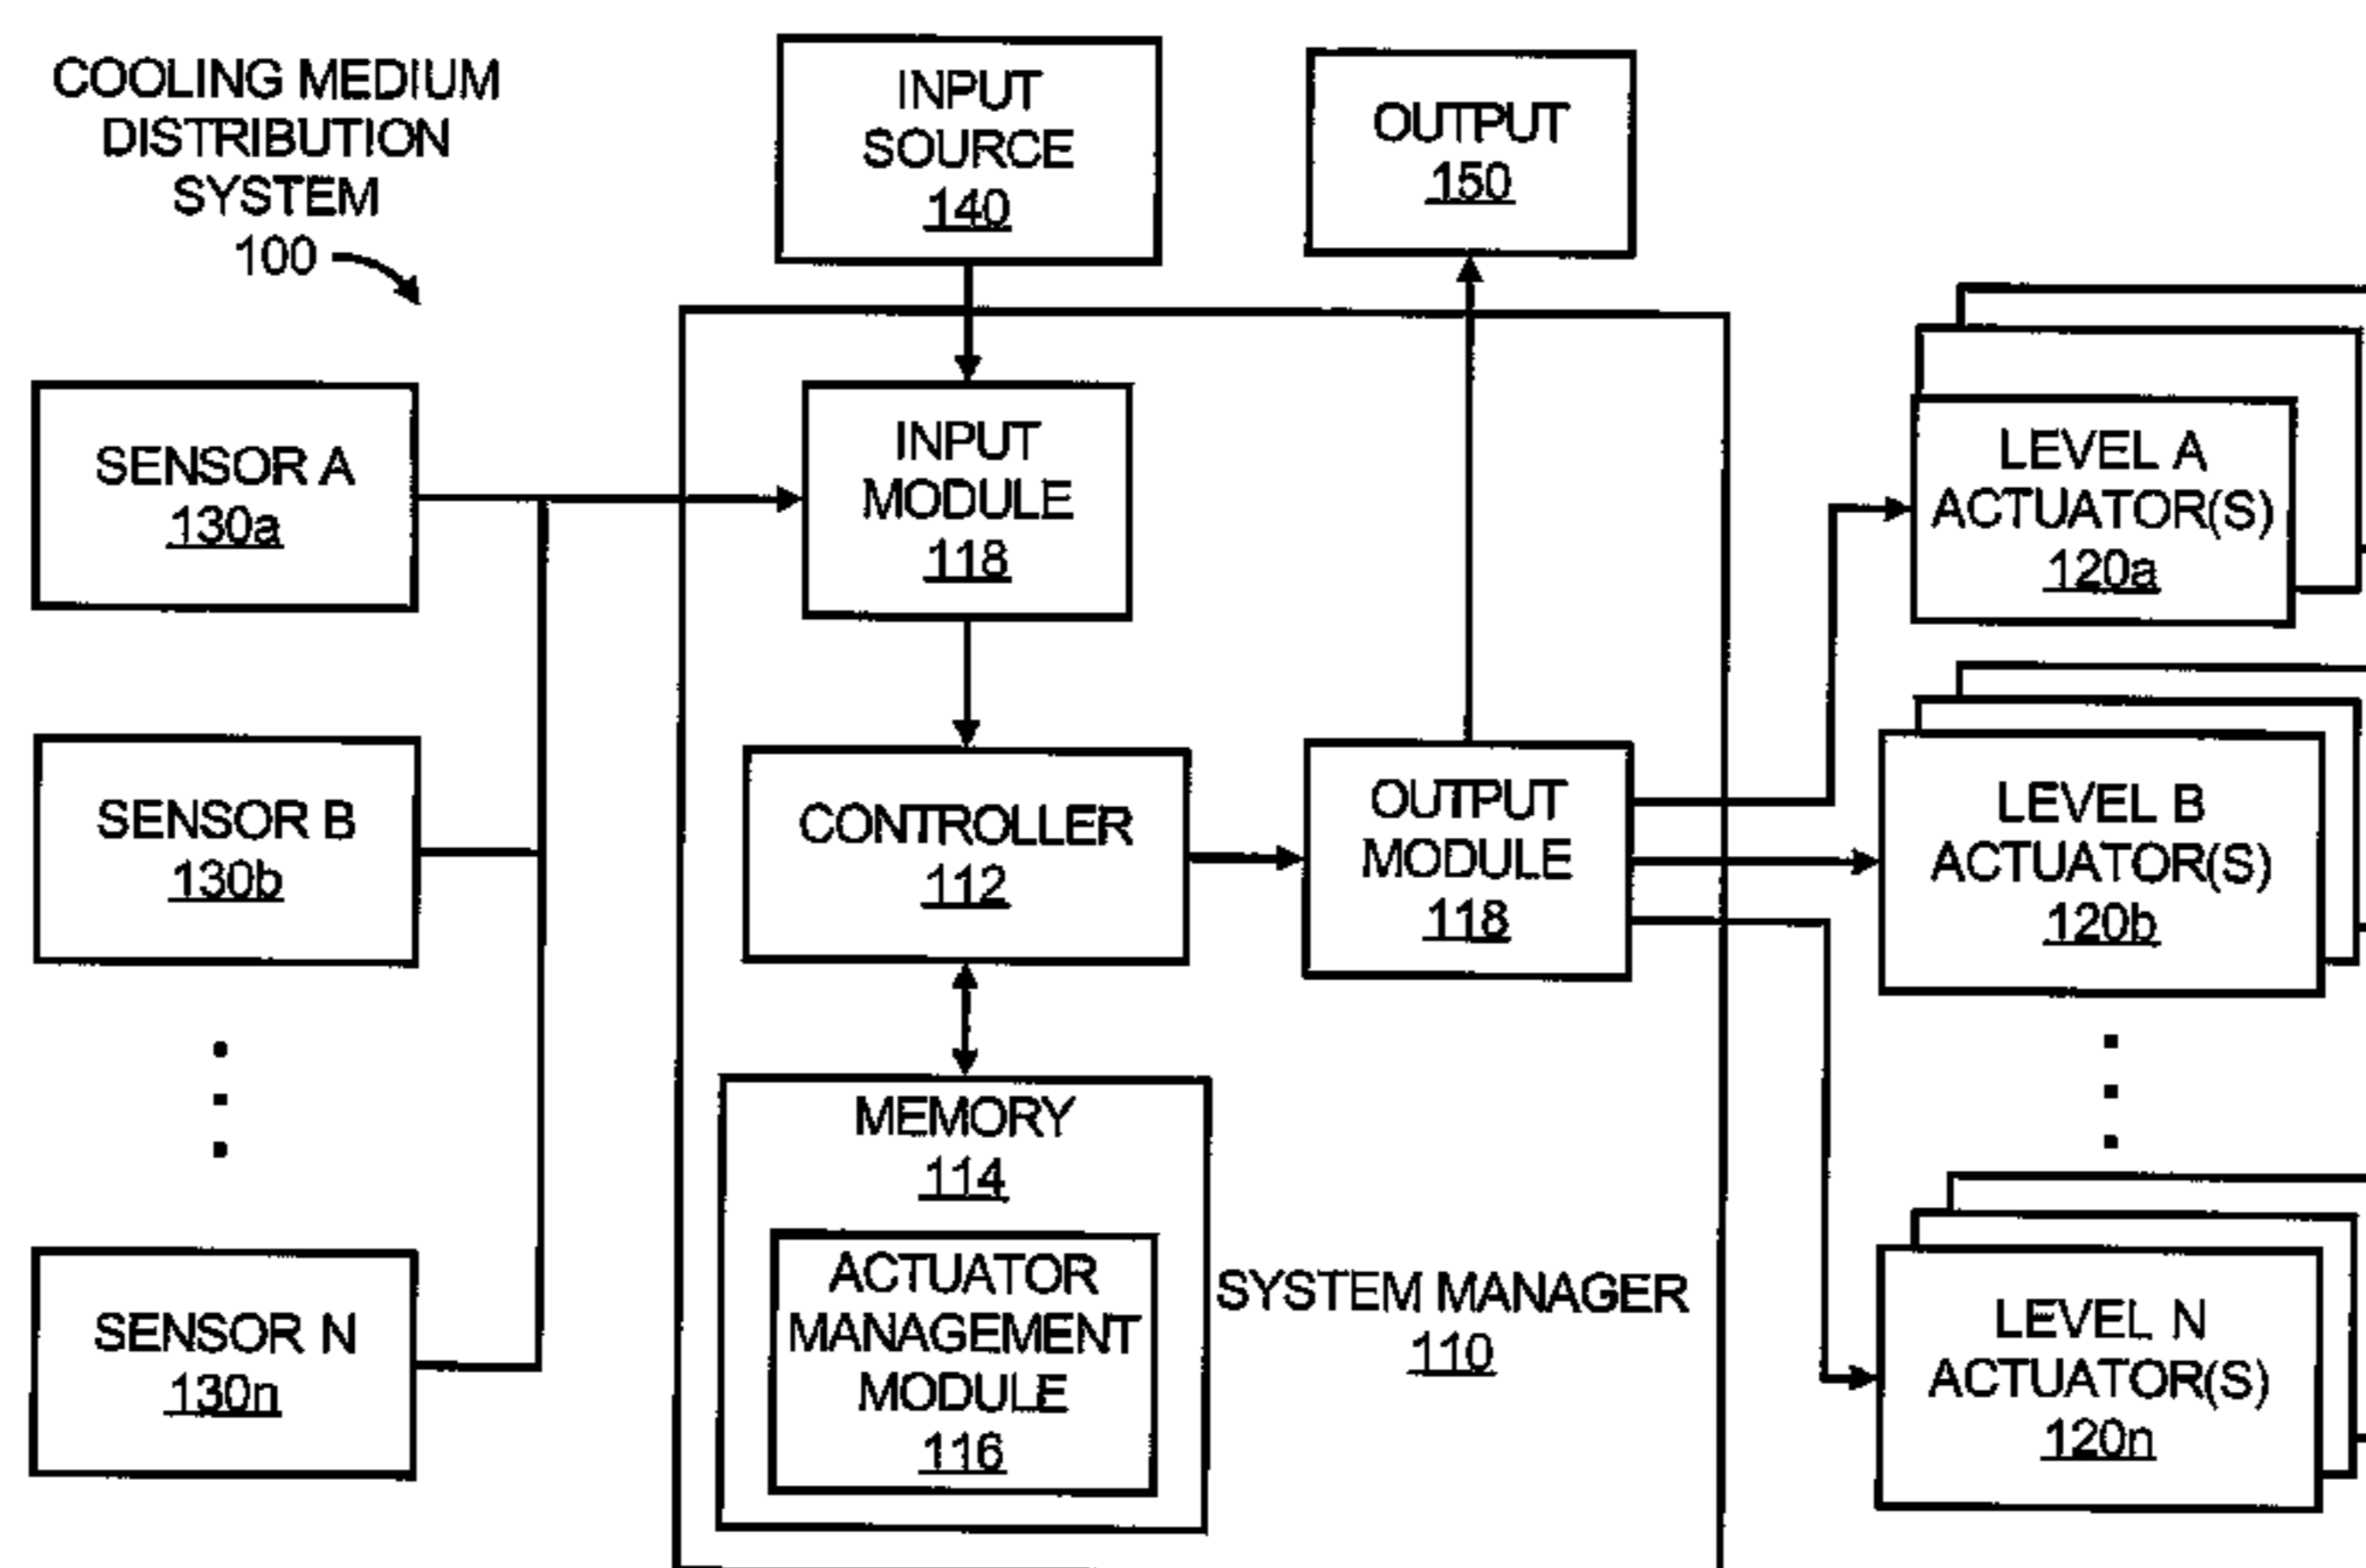 COOLING MEDIUM
DISTRIBUTION
SYSTEM
100
INPUT
SOURCE
140
OUTPUT
150
SENSOR A
130a
INPUT
MODULE
118
LEVEL A
ACTUATOR(S)
120a
SENSOR B
130b
CONTROLLER
112
OUTPUT
MODULE
118
LEVEL B
ACTUATOR(S)
120b
MEMORY
114
ACTUATOR
MANAGEMENT
MODULE
116
SYSTEM MANAGER
110
SENSOR N
130n
LEVEL N
ACTUATOR(S)
120n